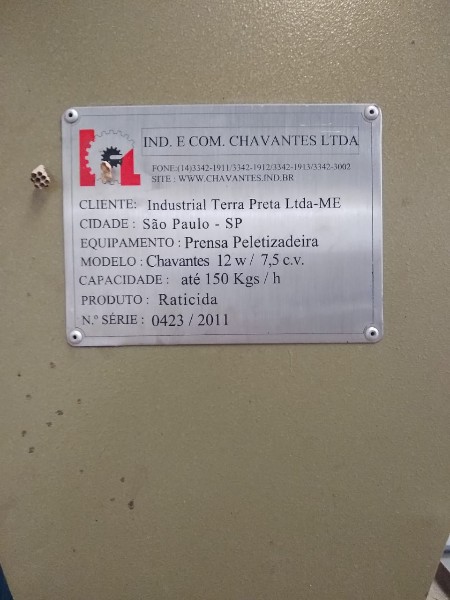 IND. E COM. CHAVANTES LTDA
FONE:(14)3342-1911/3342-1912/3342-1913/3342-3002
SITE : WWW.CHAVANTES.IND.BR
CLIENTE: Industrial Terra Preta Ltda-ME
CIDADE : São Paulo - SP
EQUIPAMENTO : Prensa Peletizadeira
MODELO : Chavantes 12 w / 7,5 c.v.
CAPACIDADE : até 150 Kgs / h
PRODUTO : Raticida
N.º SÉRIE : 0423 / 2011